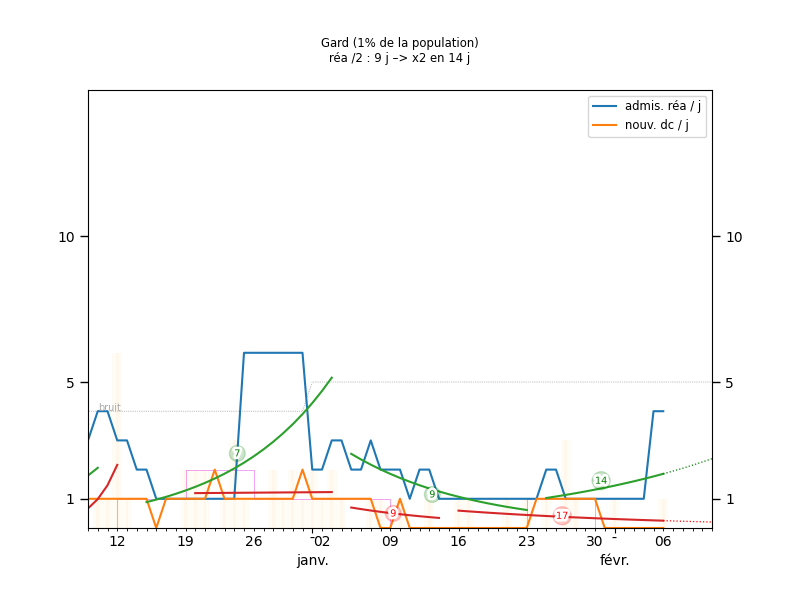 Gard (1% de la population)
réa /2 : 9 j –> x2 en 14 j
admis. réa / j
nouv. dc / j
10
10
5
5
bruit
7
14
9
1
1
9
17
12
19
26
02
09
16
23
30
06
janv.
févr.